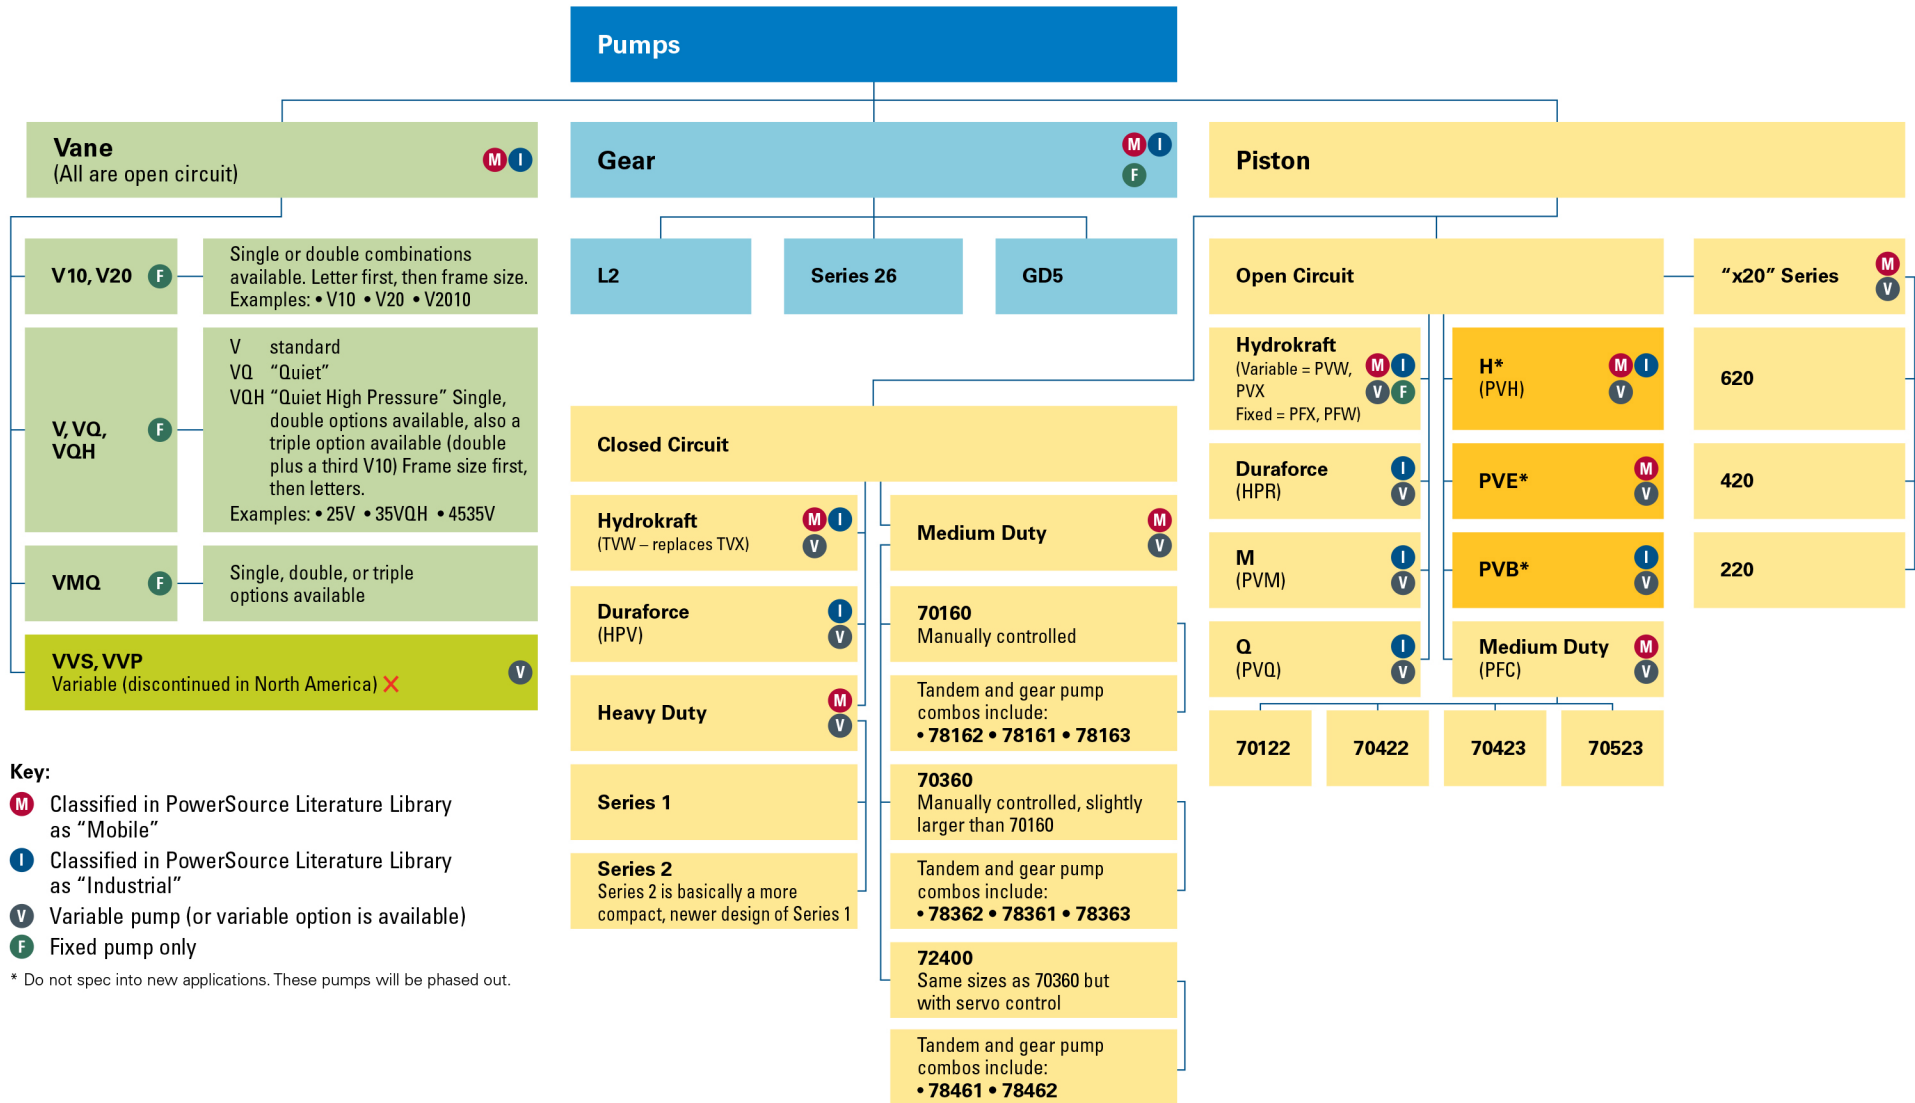 Pumps
Vane
(All are open circuit)
M I
V10, V20
F
Single or double combinations
available. Letter first, then frame size.
Examples: • V10 • V20 • V2010
V, VQ,
VQH
F
V standard
VQ “Quiet”
VQH “Quiet High Pressure” Single,
double options available, also a
triple option available (double
plus a third V10) Frame size first,
then letters.
Examples: • 25V • 35VQH • 4535V
VMQ
F
Single, double, or triple
options available
VVS, VVP
Variable (discontinued in North America)
V
Gear
M I
F
L2
Series 26
GD5
Piston
Closed Circuit
Hydrokraft
(TVW – replaces TVX)
M I
V
Duraforce
(HPV)
I
V
Heavy Duty
M
V
Series 1
Series 2
Series 2 is basically a more
compact, newer design of Series 1
Medium Duty
M
V
70160
Manually controlled
Tandem and gear pump
combos include:
• 78162 • 78161 • 78163
70360
Manually controlled, slightly
larger than 70160
Tandem and gear pump
combos include:
• 78362 • 78361 • 78363
72400
Same sizes as 70360 but
with servo control
Tandem and gear pump
combos include:
• 78461 • 78462
Open Circuit
Hydrokraft
(Variable = PVW,
PVX
Fixed = PFX, PFW)
M I
V F
Duraforce
(HPR)
I
V
M
(PVM)
I
V
Q
(PVQ)
I
V
H*
(PVH)
M I
V
PVE*
M
V
PVB*
I
V
Medium Duty
(PFC)
M
V
70122
70422
70423
70523
“x20” Series
M
V
620
420
220
Key:
M Classified in PowerSource Literature Library
as “Mobile”
I Classified in PowerSource Literature Library
as “Industrial”
V Variable pump (or variable option is available)
F Fixed pump only
* Do not spec into new applications. These pumps will be phased out.